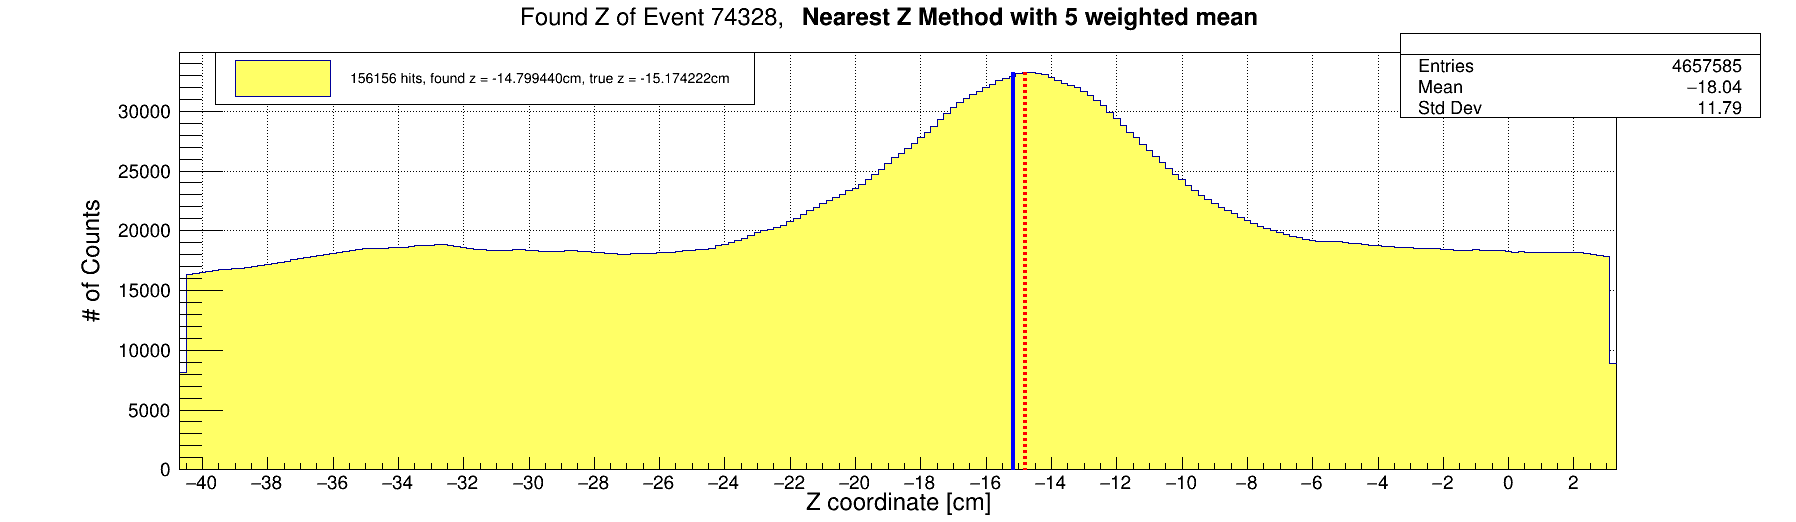 Found Z of Event 74328, Nearest Z Method with 5 weighted mean
156156 hits, found z = -14.799440cm, true z = -15.174222cm
Entries 4657585
Mean −18.04
Std Dev 11.79
# of Counts
30000
25000
20000
15000
10000
5000
0
−40 −38 −36 −34 −32 −30 −28 −26 −24 −22 −20 −18 −16 −14 −12 −10 −8 −6 −4 −2 0 2
Z coordinate [cm]